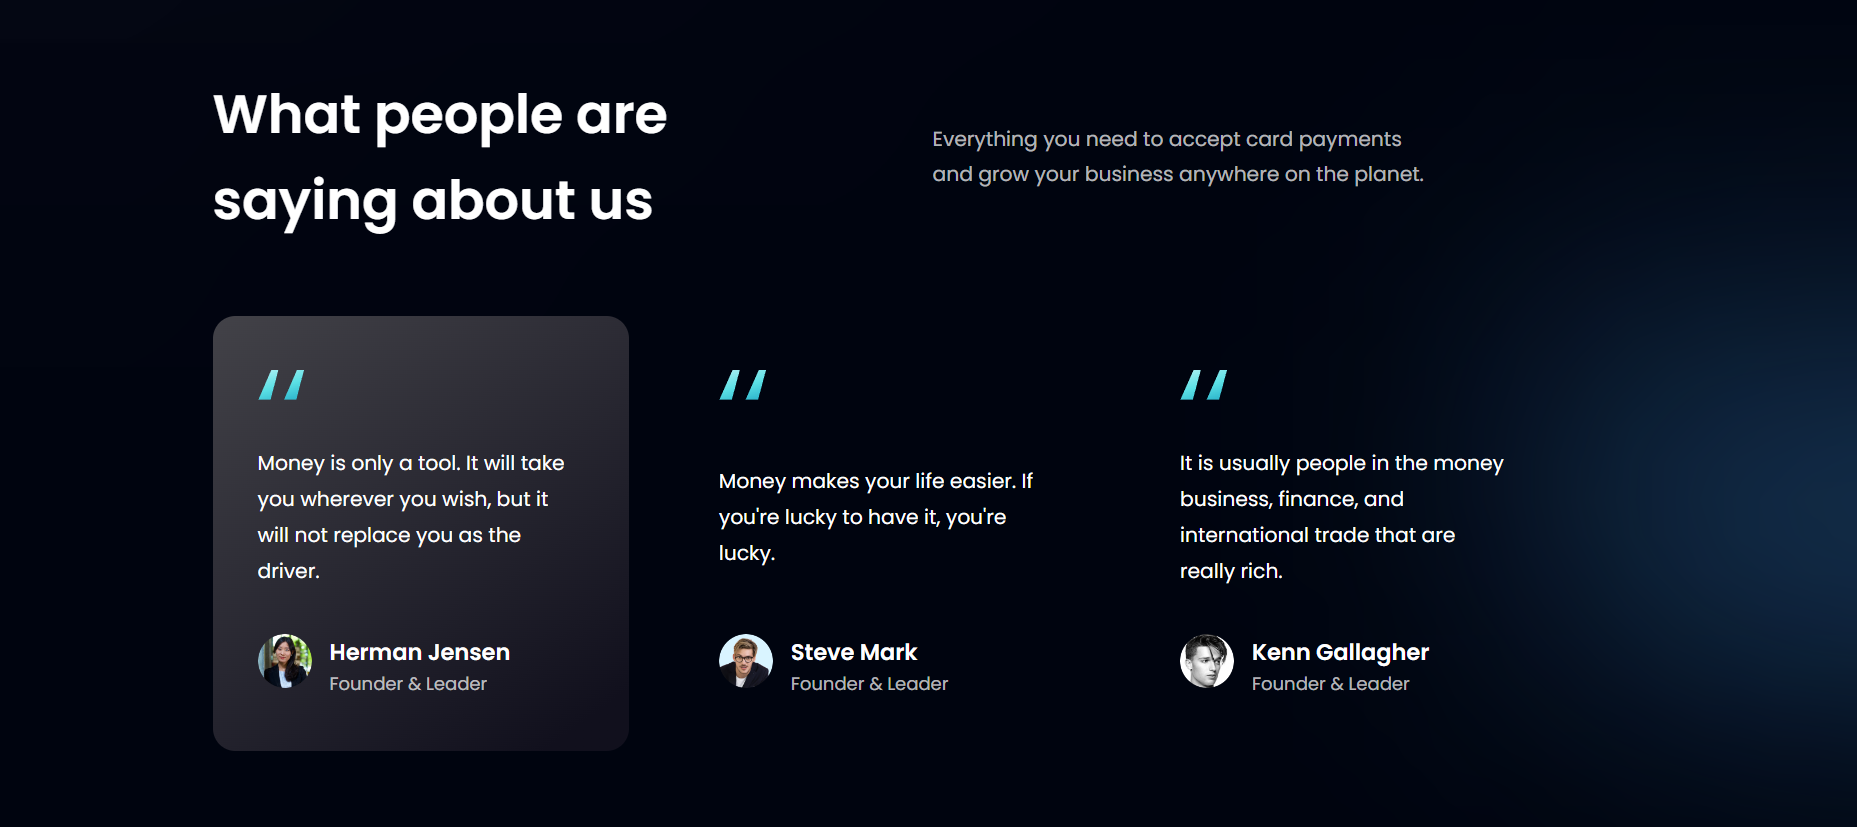 What people are
saying about us
Everything you need to accept card payments
and grow your business anywhere on the planet.
Money is only a tool. It will take
you wherever you wish, but it
will not replace you as the
driver.
Herman Jensen
Founder & Leader
Money makes your life easier. If
you're lucky to have it, you're
lucky.
Steve Mark
Founder & Leader
It is usually people in the money
business, finance, and
international trade that are
really rich.
Kenn Gallagher
Founder & Leader